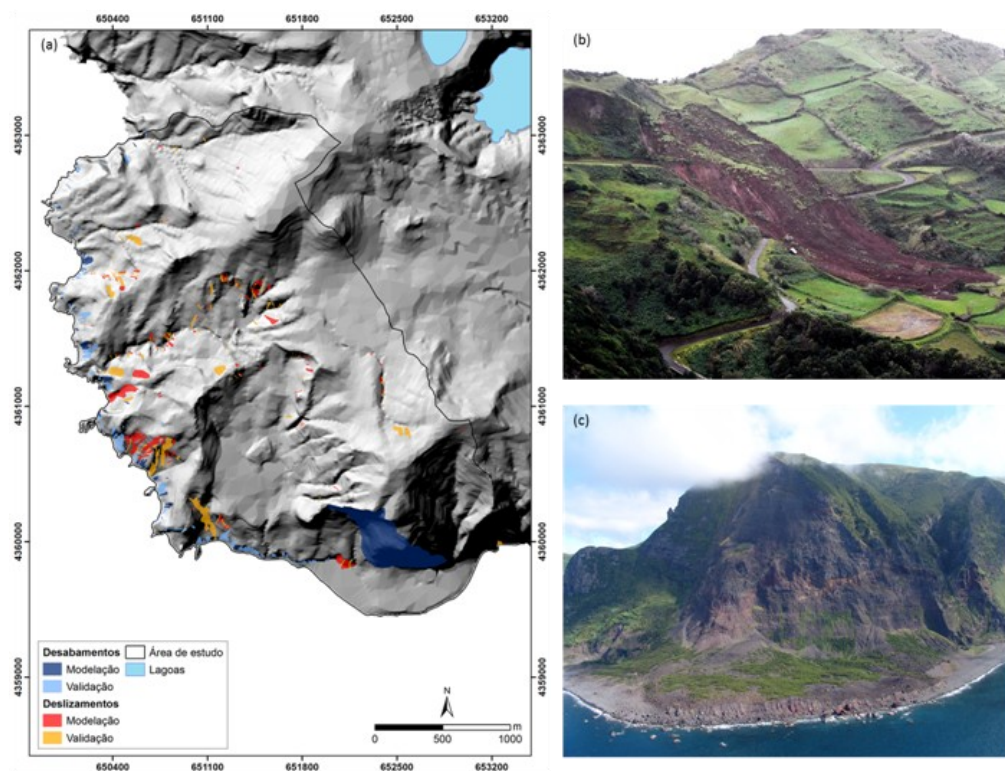 650400 651100 651800 652500 653200
(a)
4363000
4362000
4361000
4360000
4359000
4363000
4362000
4361000
4360000
4359000
Desabamentos
Modelação
Validação
Deslizamentos
Modelação
Validação
Área de estudo
Lagoas
N
m
0 500 1000
650400 651100 651800 652500 653200
(b)
(c)